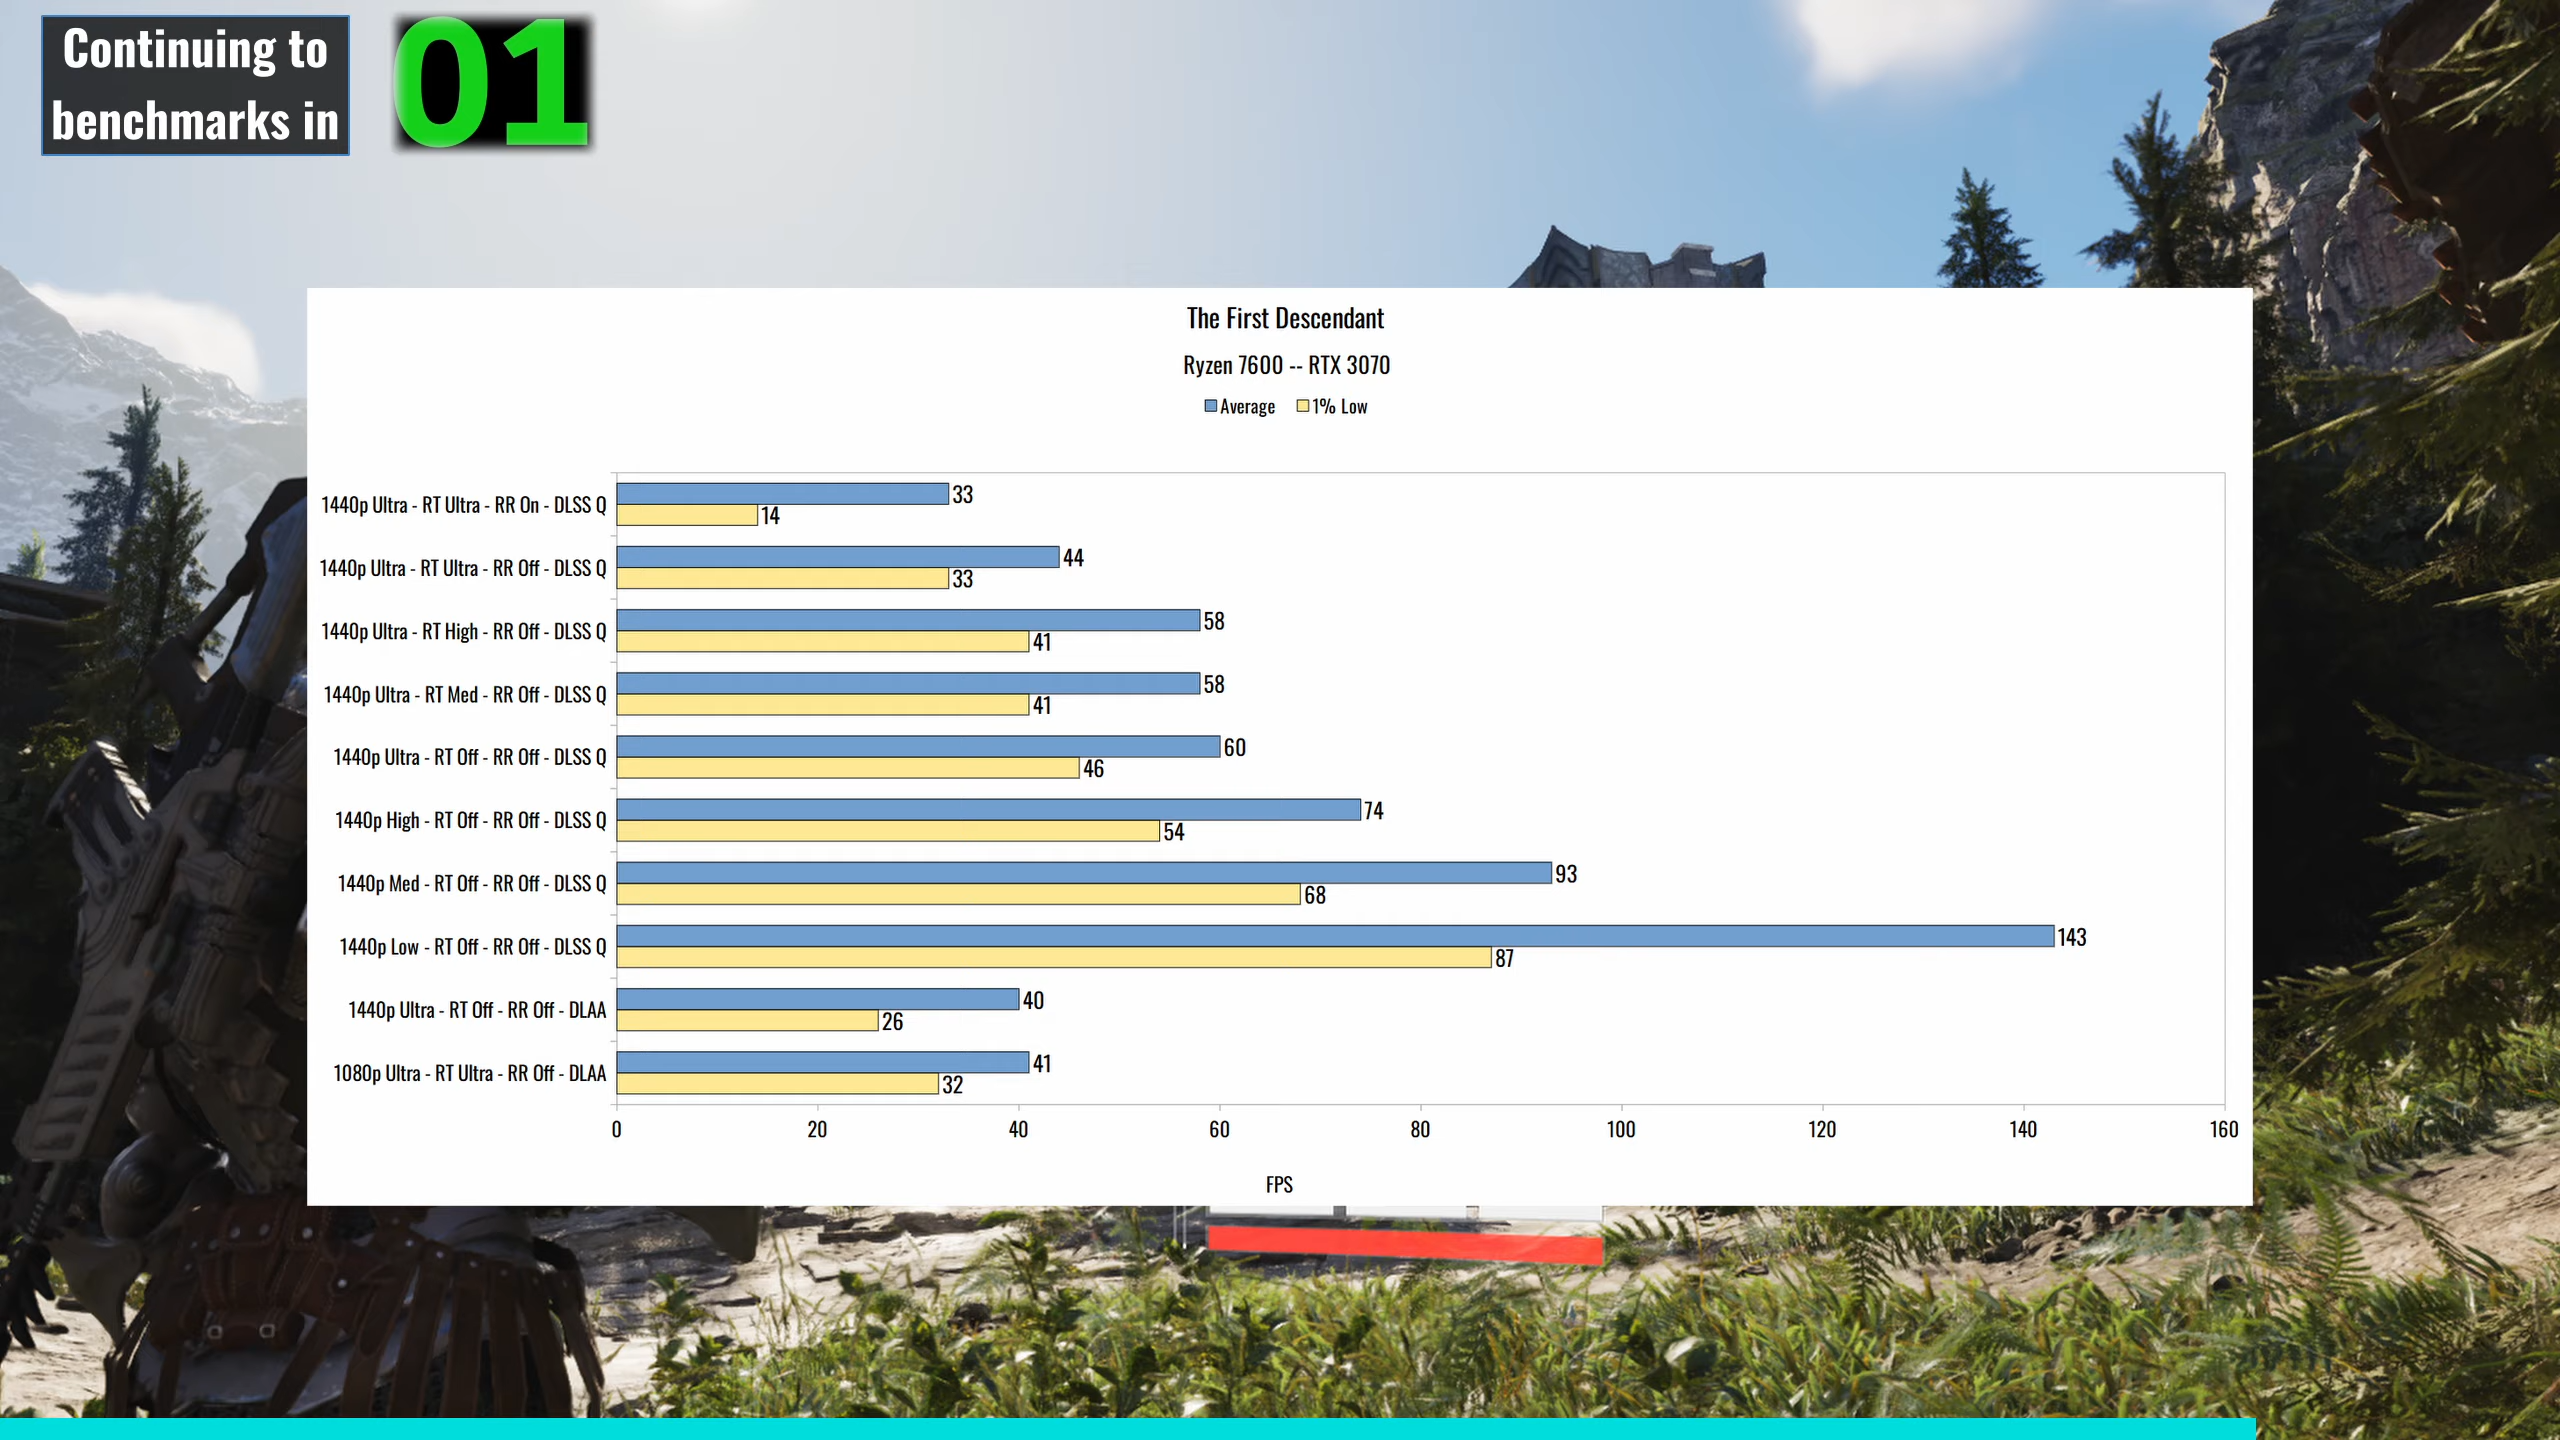 Continuing to
benchmarks in
01
The First Descendant
Ryzen 7600 -- RTX 3070
Average 1% Low
1440p Ultra - RT Ultra - RR On - DLSS Q
33
14
1440p Ultra - RT Ultra - RR Off - DLSS Q
44
33
1440p Ultra - RT High - RR Off - DLSS Q
58
41
1440p Ultra - RT Med - RR Off - DLSS Q
58
41
1440p Ultra - RT Off - RR Off - DLSS Q
60
46
1440p High - RT Off - RR Off - DLSS Q
74
54
1440p Med - RT Off - RR Off - DLSS Q
93
68
1440p Low - RT Off - RR Off - DLSS Q
143
87
1440p Ultra - RT Off - RR Off - DLAA
40
26
1080p Ultra - RT Ultra - RR Off - DLAA
41
32
0 20 40 60 80 100 120 140 160
FPS